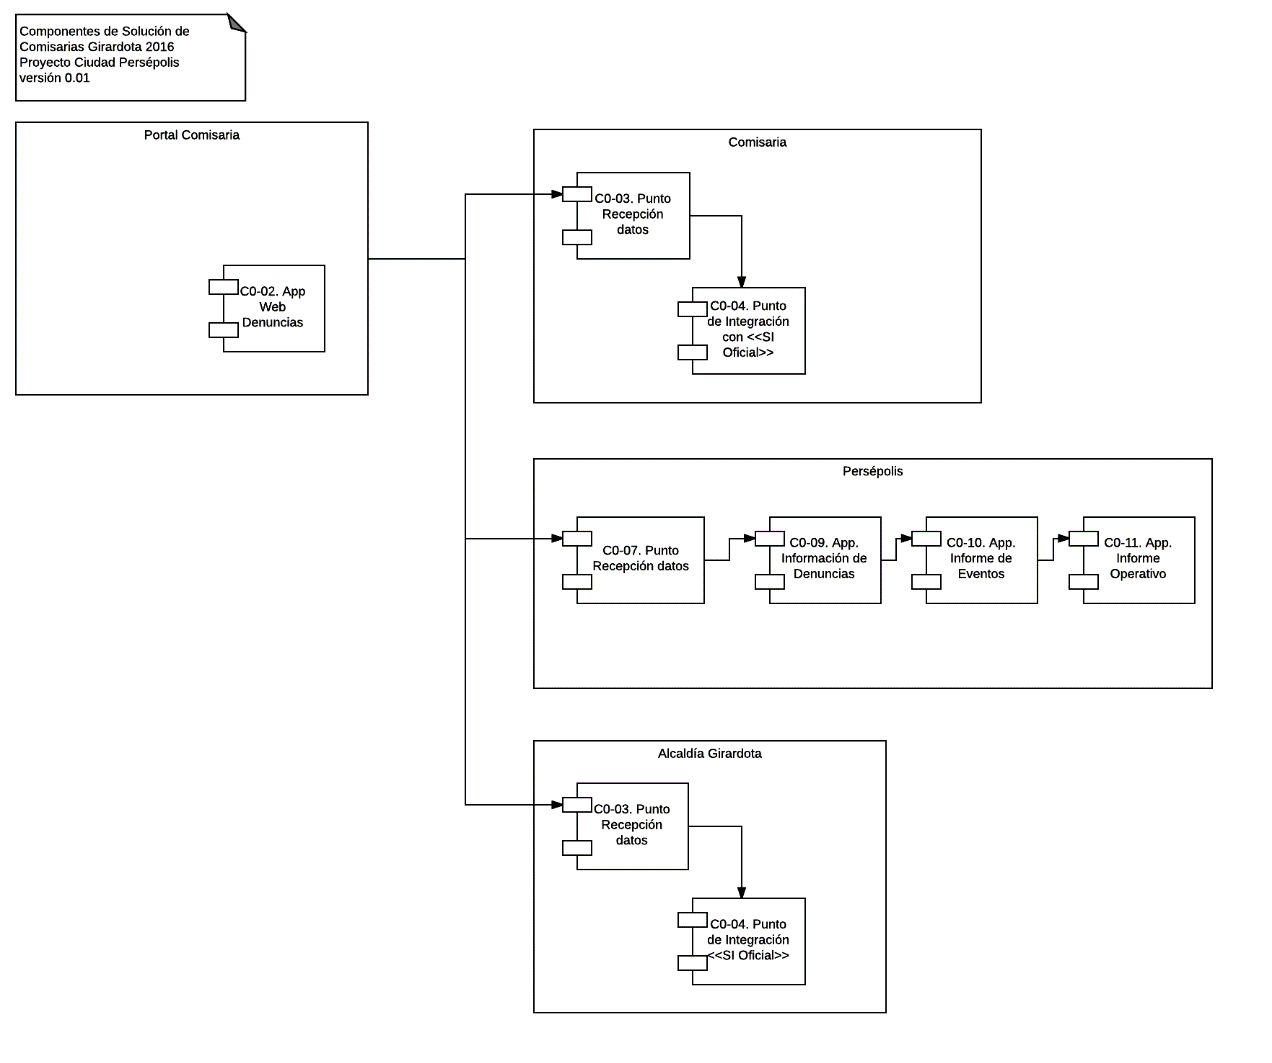 Componentes de Solución de
Comisarias Girardota 2016
Proyecto Ciudad Persépolis
versión 0.01
Portal Comisaria
C0-02. App
Web
Denuncias
Comisaria
C0-03. Punto
Recepción
datos
C0-04. Punto
de Integración
con <<SI
Oficial>>
Persépolis
C0-07. Punto
Recepción datos
C0-09. App.
Información de
Denuncias
C0-10. App.
Informe de
Eventos
C0-11. App.
Informe
Operativo
Alcaldía Girardota
C0-03. Punto
Recepción
datos
C0-04. Punto
de Integración
<<SI Oficial>>